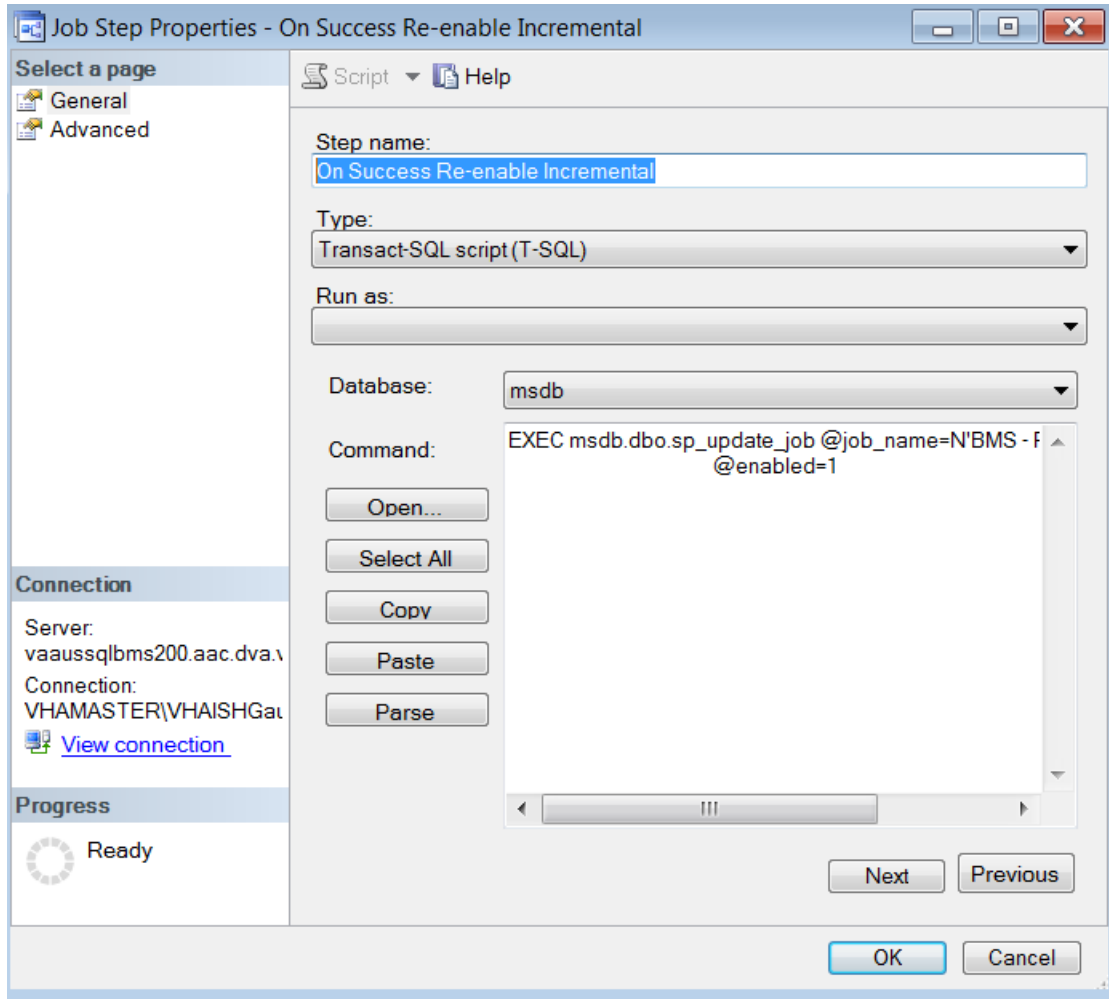 Job Step Properties - On Success Re-enable Incremental
Select a page
General
Advanced
Script
Help
Step name:
On Success Re-enable Incremental
Type:
Transact-SQL script (T-SQL)
Run as:
Database:
msdb
Command:
EXEC msdb.dbo.sp_update_job @job_name=N'BMS -
@enabled=1
Open...
Select All
Copy
Paste
Parse
Connection
Server:
vaaussqlbms200.aac.dva.v
Connection:
VHAMASTER\VHAISHGau
View connection
Progress
Ready
Next
Previous
OK
Cancel